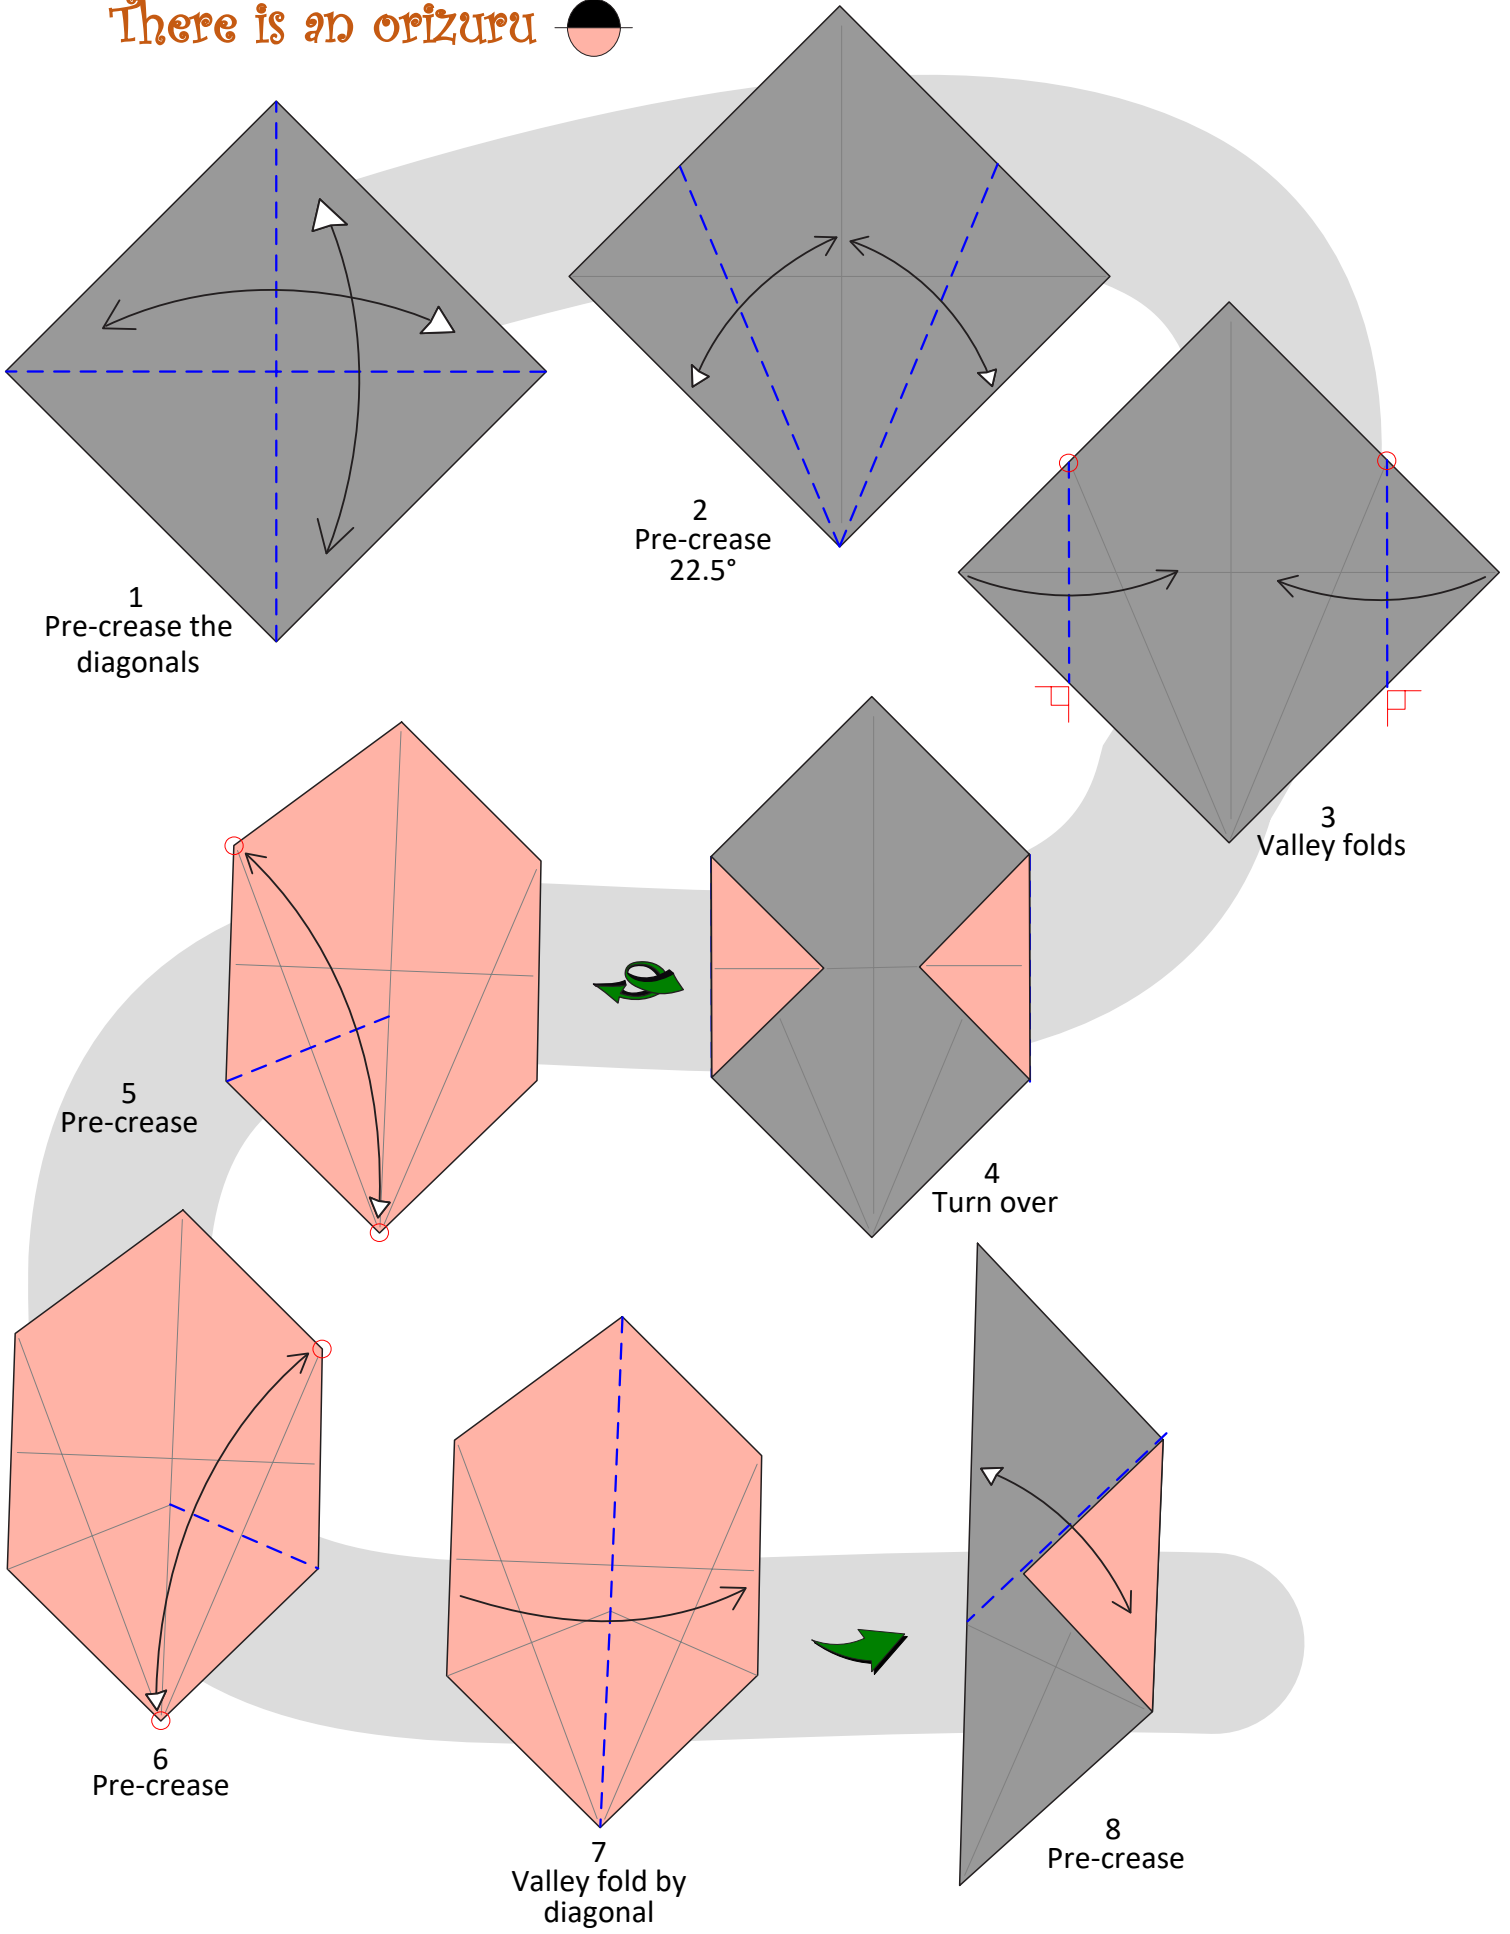 There is an orizuru
1
Pre-crease the
diagonals
2
Pre-crease
22.5°
3
Valley folds
4
Turn over
5
Pre-crease
6
Pre-crease
7
Valley fold by
diagonal
8
Pre-crease